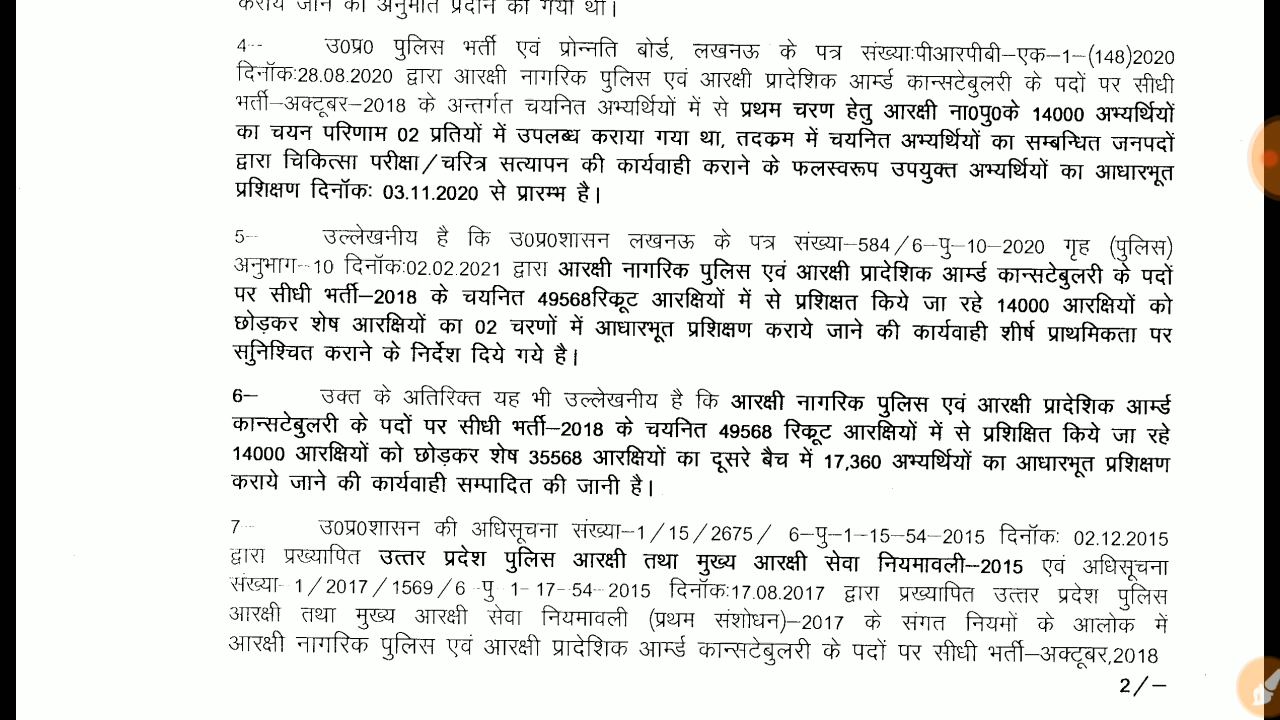 कराये जाने की अनुमति प्रदान की गयी थी।
4-- उ0प्र0 पुलिस भर्ती एवं प्रोन्नति बोर्ड, लखनऊ के पत्र संख्या:पीआरपीबी–एक–1–(148)2020
दिनॉक:28.08.2020 द्वारा आरक्षी नागरिक पुलिस एवं आरक्षी प्रादेशिक आर्म्ड कान्सटेबुलरी के पदों पर सीधी
भर्ती–अक्टूबर–2018 के अन्तर्गत चयनित अभ्यर्थियों में से प्रथम चरण हेतु आरक्षी ना0पु0के 14000 अभ्यर्थियों
का चयन परिणाम 02 प्रतियों में उपलब्ध कराया गया था, तदक्रम में चयनित अभ्यर्थियों का सम्बन्धित जनपदों
द्वारा चिकित्सा परीक्षा/चरित्र सत्यापन की कार्यवाही कराने के फलस्वरूप उपयुक्त अभ्यर्थियों का आधारभूत
प्रशिक्षण दिनॉकः 03.11.2020 से प्रारम्भ है।
5-- उल्लेखनीय है कि उ0प्र0शासन लखनऊ के पत्र संख्या–584/6–पु–10–2020 गृह (पुलिस)
अनुभाग--10 दिनॉक:02.02.2021 द्वारा आरक्षी नागरिक पुलिस एवं आरक्षी प्रादेशिक आर्म्ड कान्सटेबुलरी के पदों
पर सीधी भर्ती–2018 के चयनित 49568रिकूट आरक्षियों में से प्रशिक्षत किये जा रहे 14000 आरक्षियों को
छोड़कर शेष आरक्षियों का 02 चरणों में आधारभूत प्रशिक्षण कराये जाने की कार्यवाही शीर्ष प्राथमिकता पर
सुनिश्चित कराने के निर्देश दिये गये है।
6– उक्त के अतिरिक्त यह भी उल्लेखनीय है कि आरक्षी नागरिक पुलिस एवं आरक्षी प्रादेशिक आर्म्ड
कान्सटेबुलरी के पदों पर सीधी भर्ती–2018 के चयनित 49568 रिकूट आरक्षियों में से प्रशिक्षित किये जा रहे
14000 आरक्षियों को छोड़कर शेष 35568 आरक्षियों का दूसरे बैच में 17,360 अभ्यर्थियों का आधारभूत प्रशिक्षण
कराये जाने की कार्यवाही सम्पादित की जानी है।
7-- उ0प्र0शासन की अधिसूचना संख्या–1/15/2675/ 6–पु–1–15–54–2015 दिनॉकः 02.12.2015
द्वारा प्रख्यापित उत्तर प्रदेश पुलिस आरक्षी तथा मुख्य आरक्षी सेवा नियमावली–2015 एवं अधिसूचना
संख्या- 1/2017/1569/6 -पु 1- 17-54-2015 दिनॉक:17.08.2017 द्वारा प्रख्यापित उत्तर प्रदेश पुलिस
आरक्षी तथा मुख्य आरक्षी सेवा नियमावली (प्रथम संशोधन)–2017 के संगत नियमों के आलोक में
आरक्षी नागरिक पुलिस एवं आरक्षी प्रादेशिक आर्म्ड कान्सटेबुलरी के पदों पर सीधी भर्ती–अक्टूबर,2018
2/–